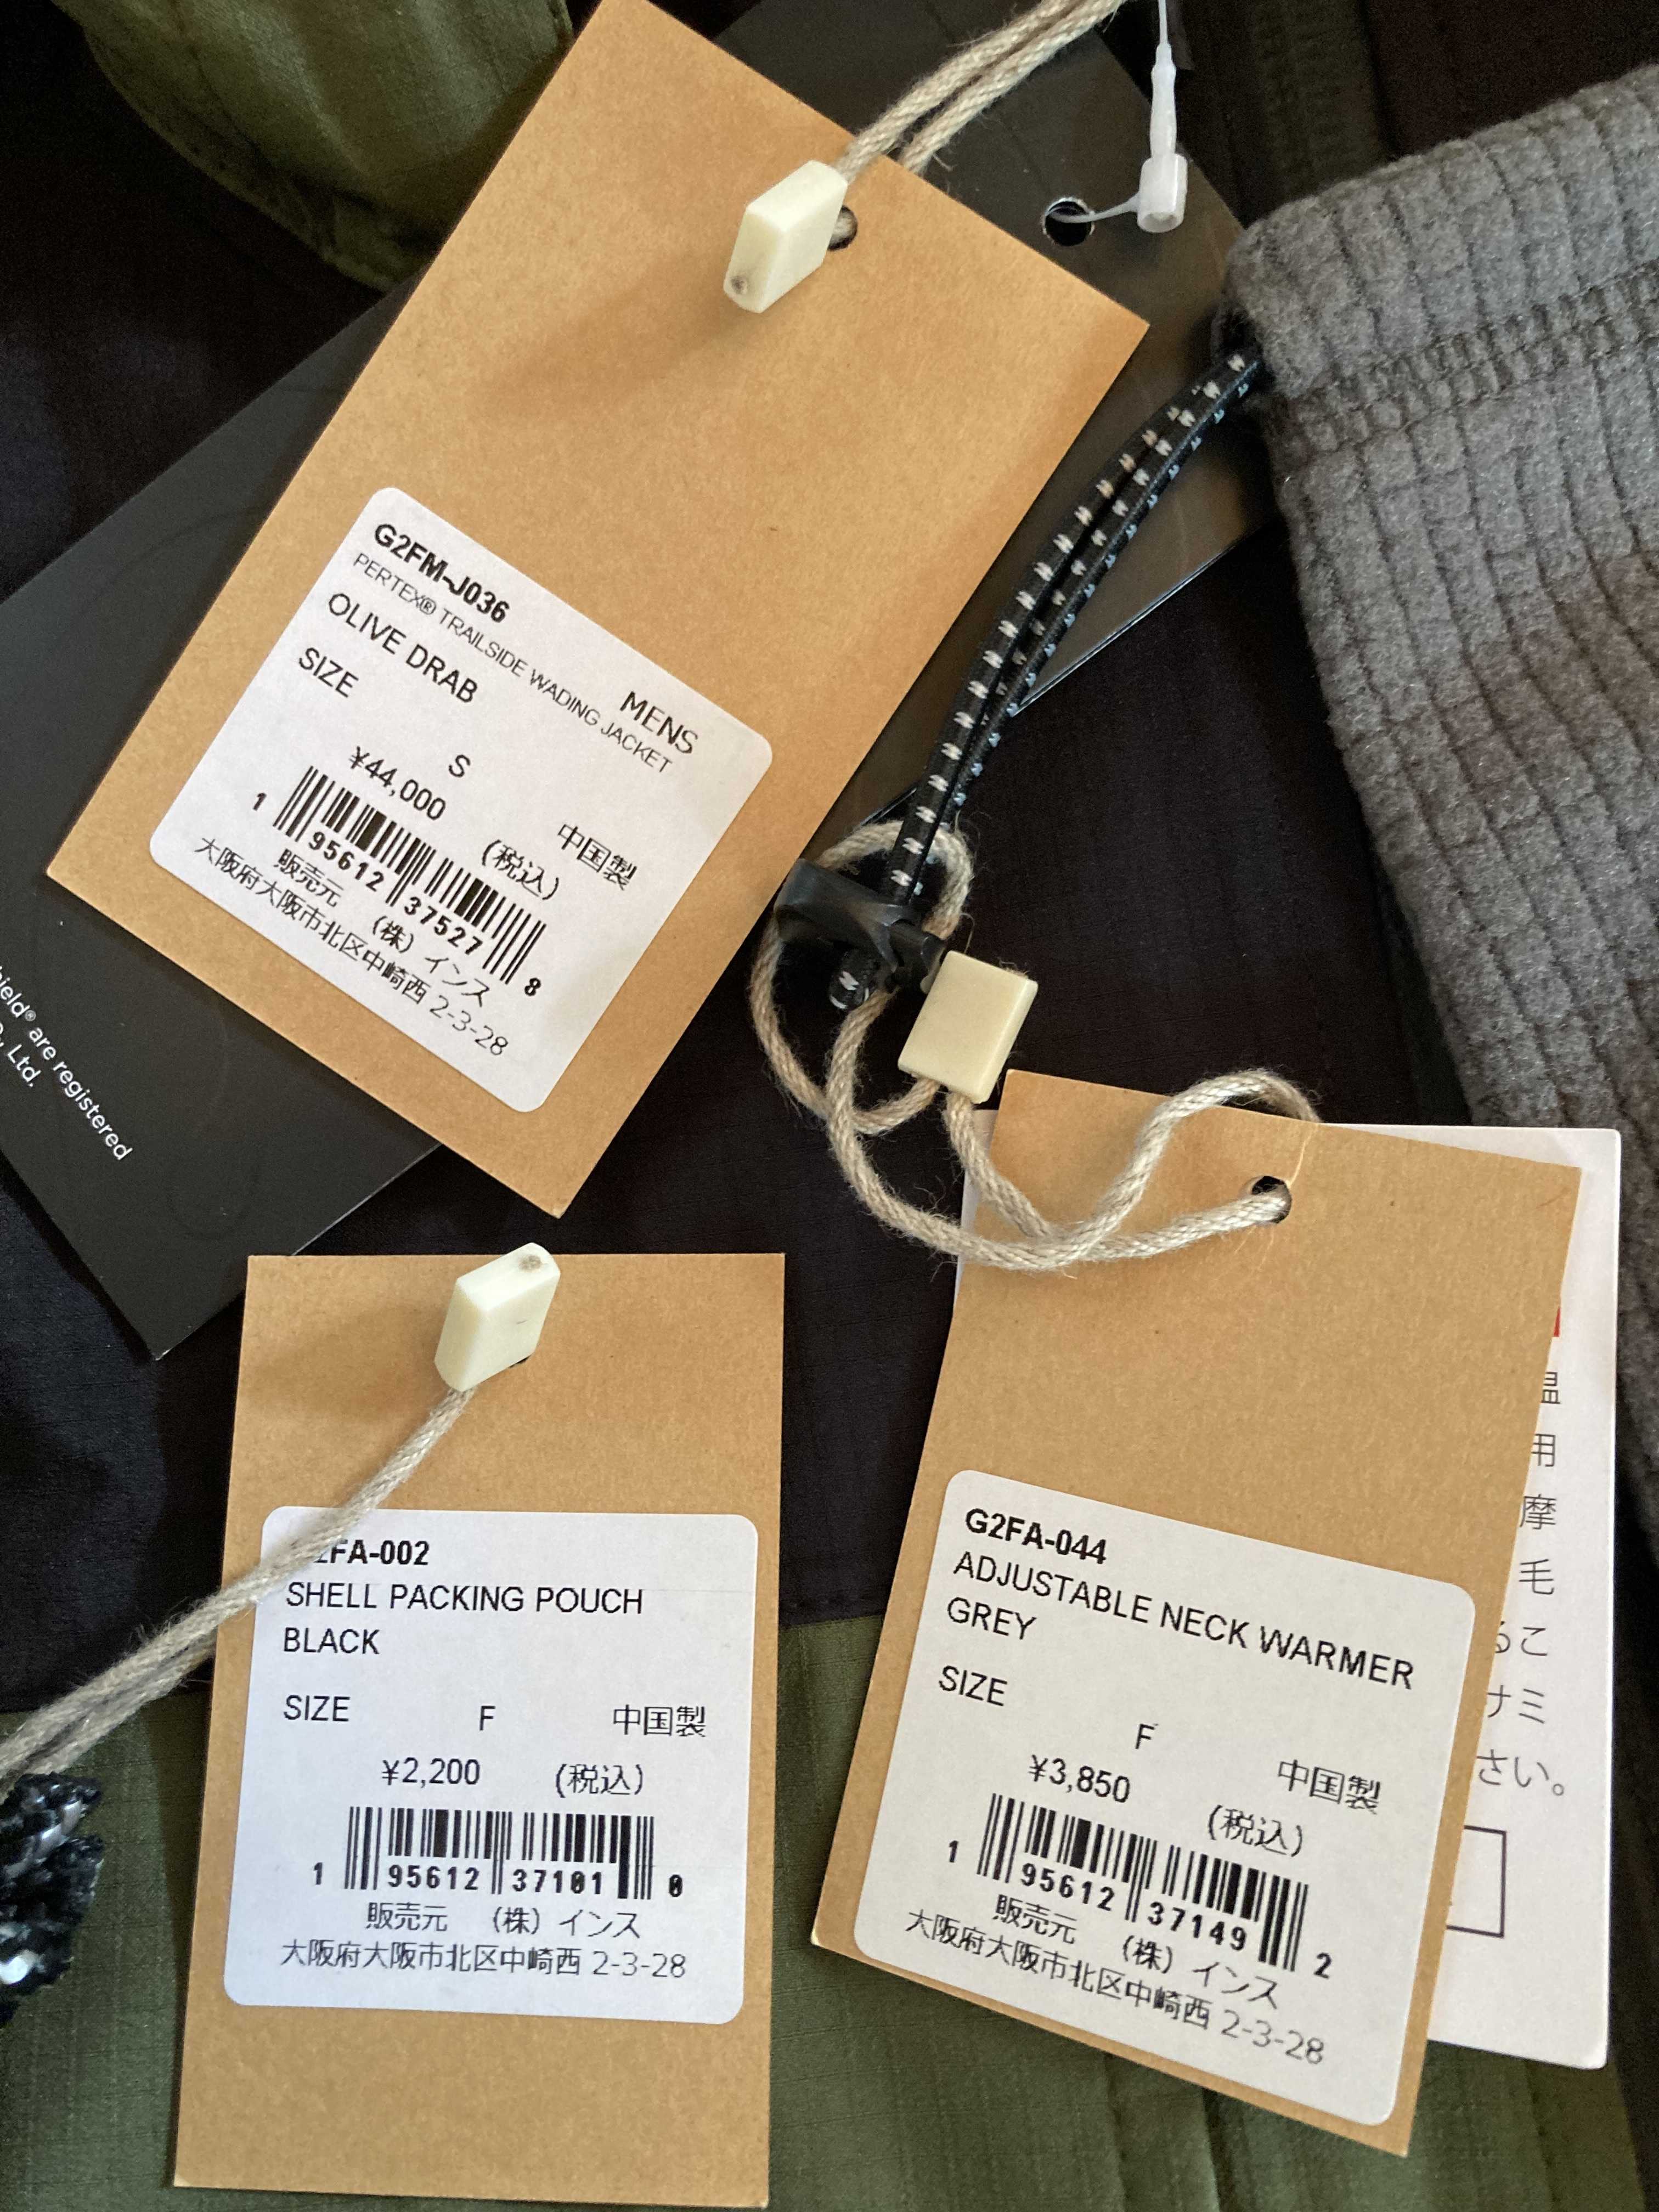 G2FM-J036
PERTEX® TRAILSIDE WADING JACKET
OLIVE DRAB
MENS
SIZE
S
中国製
¥44,000
(税込)
1 95612 37527 8
販売元 (株) インス
大阪府大阪市北区中崎西 2-3-28
are registered
Ltd.
2FA-002
SHELL PACKING POUCH
BLACK
SIZE F 中国製
¥2,200 (税込)
1 95612 37101 0
販売元 (株) インス
大阪府大阪市北区中崎西 2-3-28
G2FA-044
ADJUSTABLE NECK WARMER
GREY
SIZE
F
中国製
¥3,850
(税込)
1 95612 37149 2
販売元 (株) インス
大阪府大阪市北区中崎西 2-3-28
用
摩
毛
るこ
ナミ
さい。